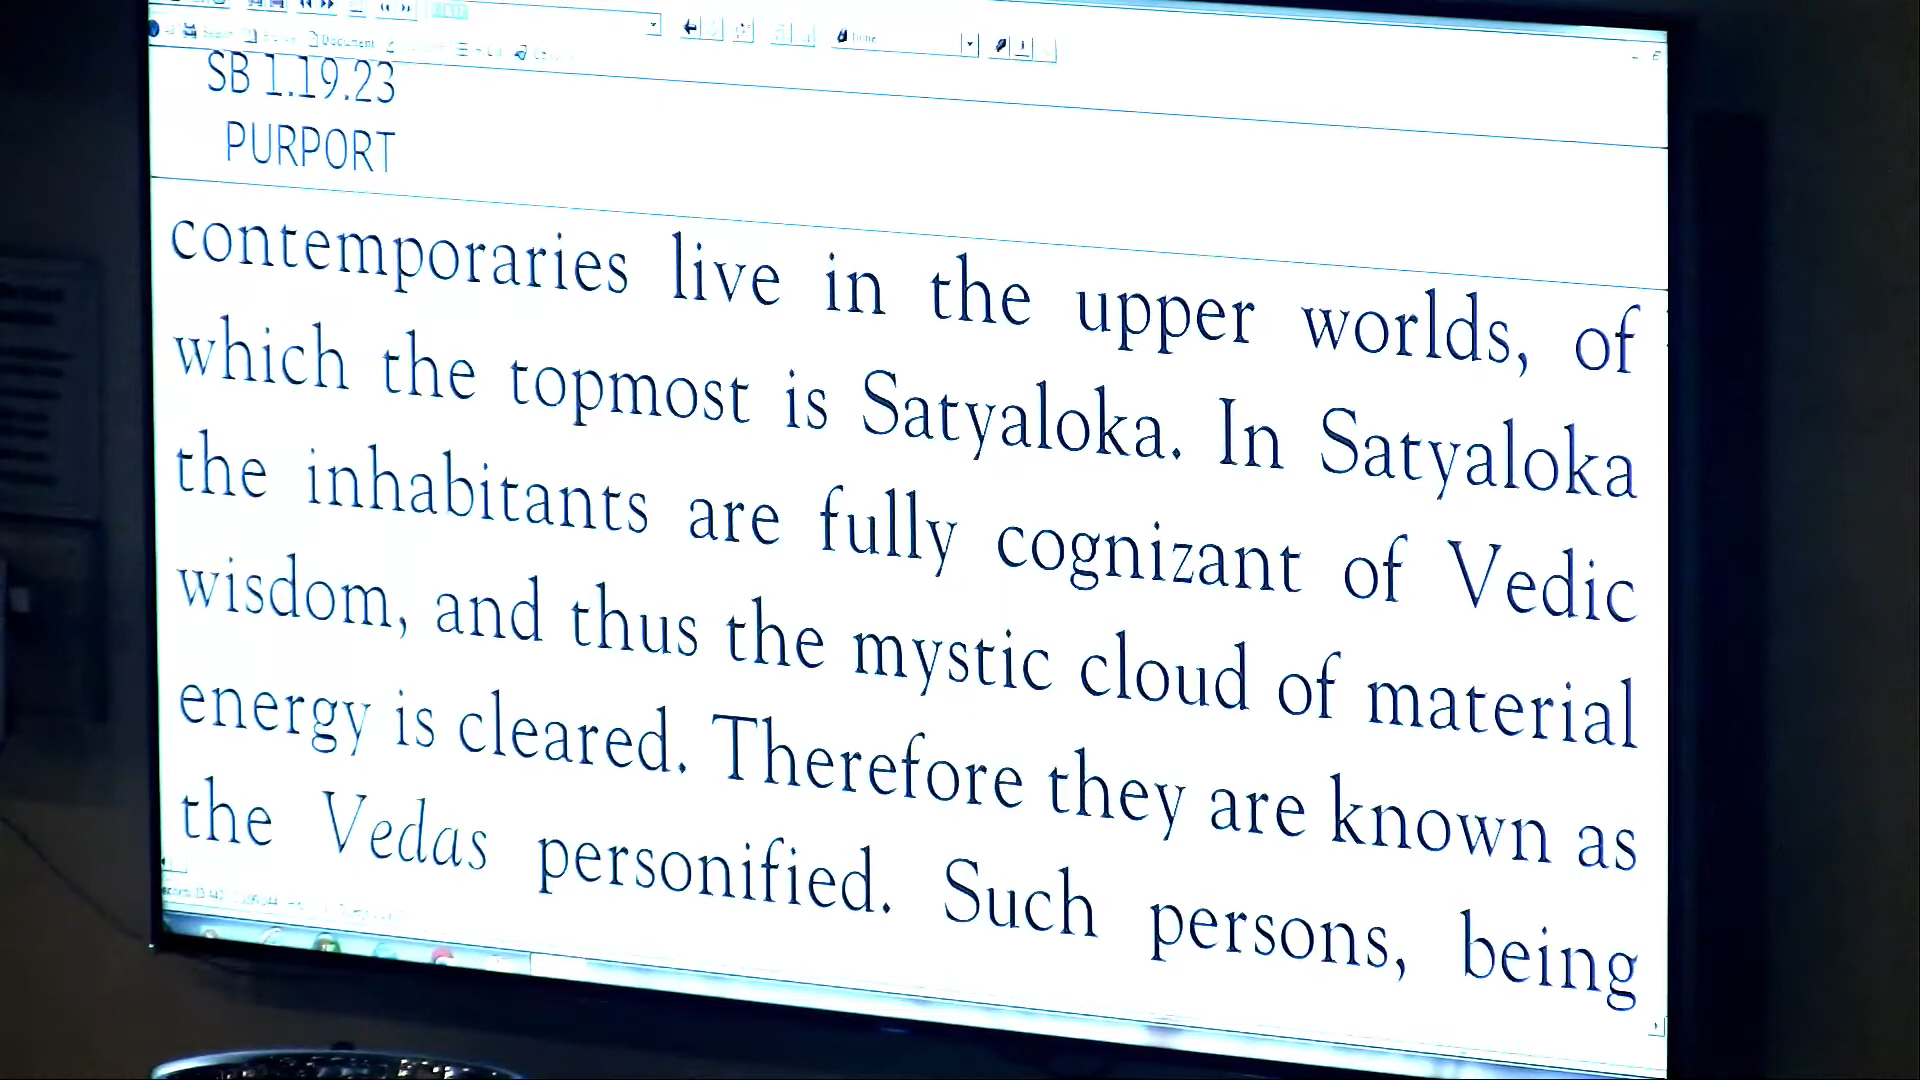 Document
SB 1.19.23
PURPORT
contemporaries live in the upper worlds, of
which the topmost is Satyaloka. In Satyaloka
the inhabitants are fully cognizant of Vedic
wisdom, and thus the mystic cloud of material
energy is cleared. Therefore they are known as
the Vedas personified. Such persons, being